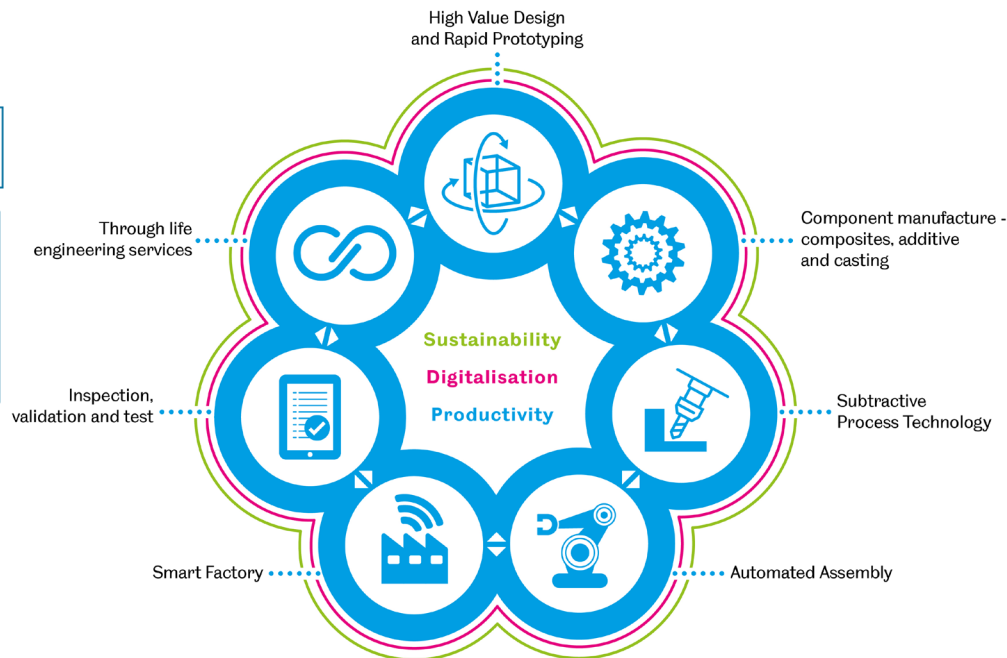 High Value Design
and Rapid Prototyping
Through life
engineering services
Component manufacture -
composites, additive
and casting
Sustainability
Digitalisation
Productivity
Inspection,
validation and test
Subtractive
Process Technology
Smart Factory
Automated Assembly